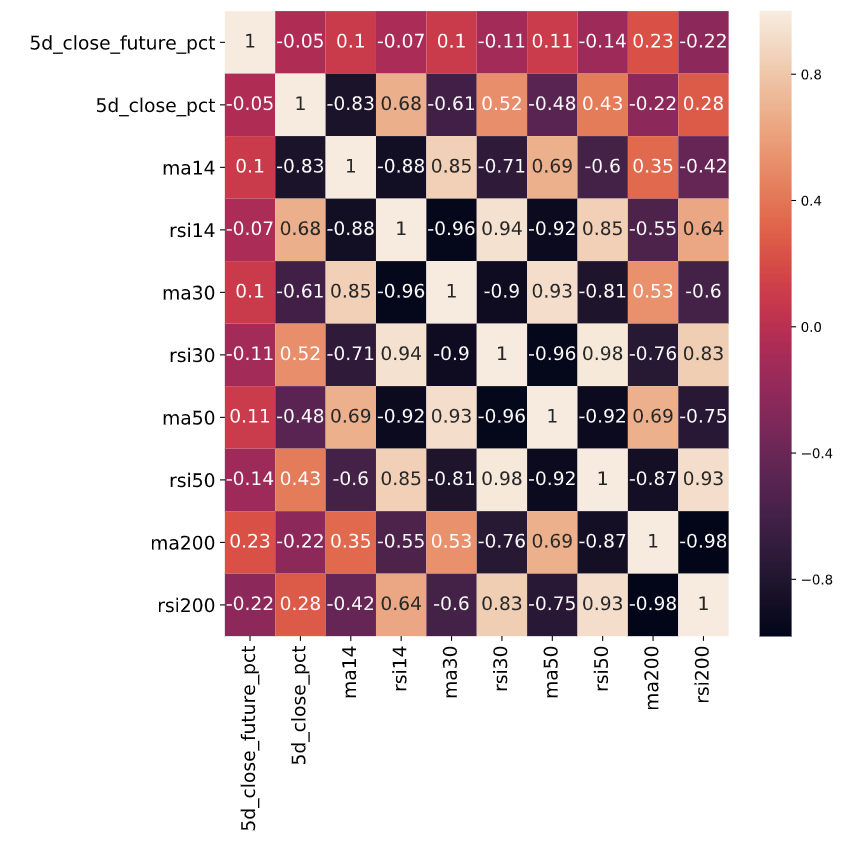 5d_close_future_pct 1 -0.05 0.1 -0.07 0.1 -0.11 0.11 -0.14 0.23 -0.22
5d_close_pct -0.05 1 -0.83 0.68 -0.61 0.52 -0.48 0.43 -0.22 0.28
ma14 0.1 -0.83 1 -0.88 0.85 -0.71 0.69 -0.6 0.35 -0.42
rsi14 -0.07 0.68 -0.88 1 -0.96 0.94 -0.92 0.85 -0.55 0.64
ma30 0.1 -0.61 0.85 -0.96 1 -0.9 0.93 -0.81 0.53 -0.6
rsi30 -0.11 0.52 -0.71 0.94 -0.9 1 -0.96 0.98 -0.76 0.83
ma50 0.11 -0.48 0.69 -0.92 0.93 -0.96 1 -0.92 0.69 -0.75
rsi50 -0.14 0.43 -0.6 0.85 -0.81 0.98 -0.92 1 -0.87 0.93
ma200 0.23 -0.22 0.35 -0.55 0.53 -0.76 0.69 -0.87 1 -0.98
rsi200 -0.22 0.28 -0.42 0.64 -0.6 0.83 -0.75 0.93 -0.98 1
5d_close_future_pct
5d_close_pct
ma14
rsi14
ma30
rsi30
ma50
rsi50
ma200
rsi200
0.8
0.4
0.0
−0.4
−0.8